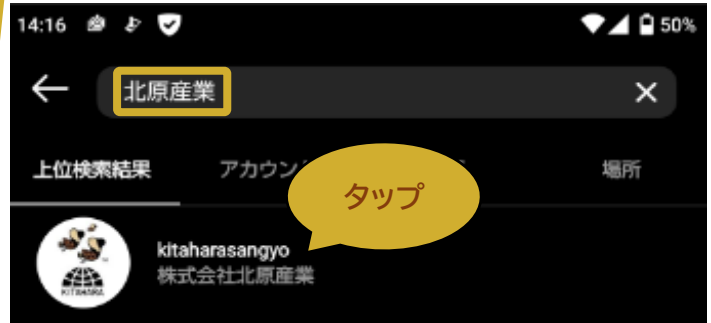 14:16 50%
北原産業
上位検索結果 アカウン 場所
タップ
kitaharasangyo
株式会社北原産業
KITAHARA